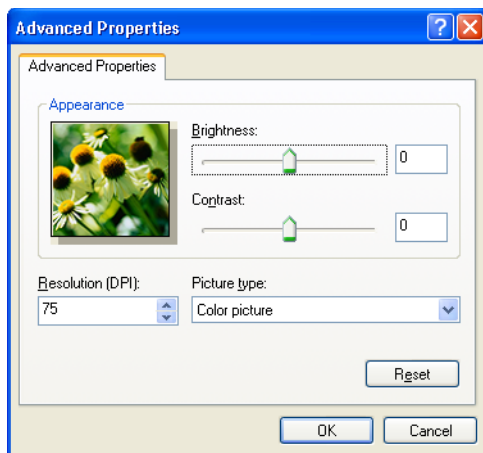 Advanced Properties
Advanced Properties
Appearance
Brightness:
0
Contrast:
0
Resolution (DPI):
Picture type:
75
Color picture
Reset
OK
Cancel